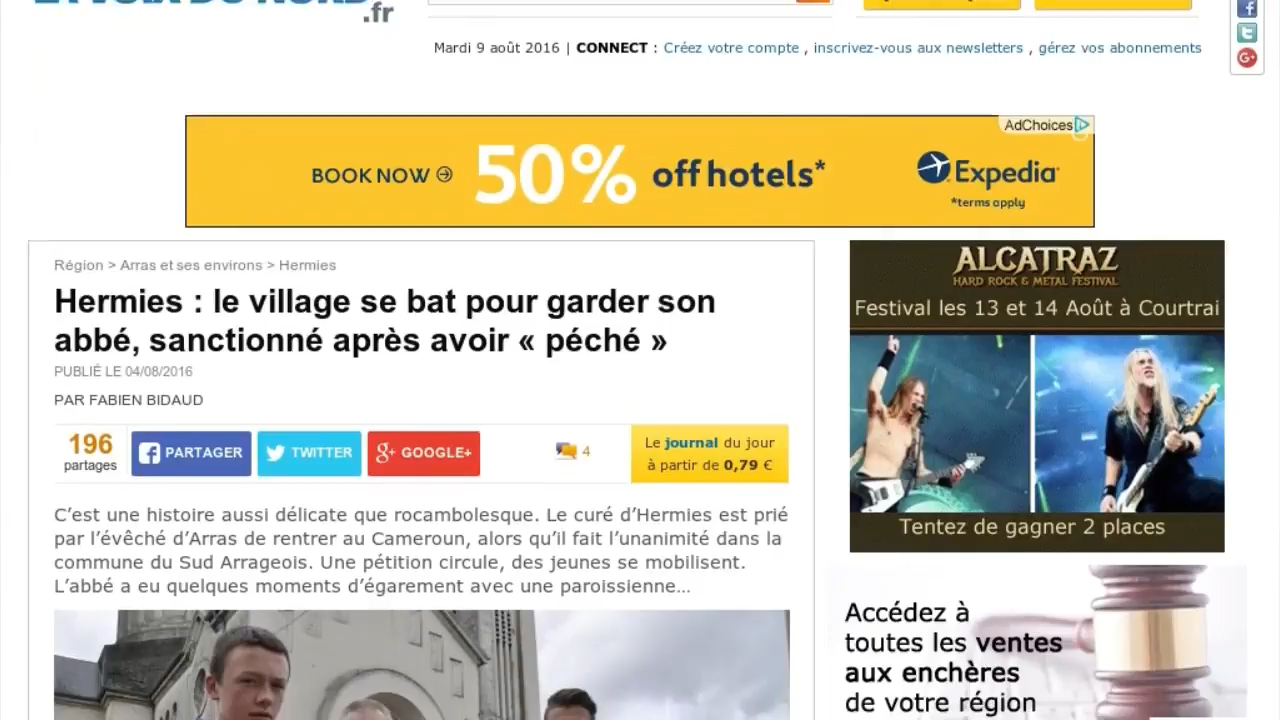 .fr
Mardi 9 août 2016 | CONNECT : Créez votre compte , inscrivez-vous aux newsletters , gérez vos abonnements
AdChoices
BOOK NOW 50% off hotels* Expedia
*terms apply
Région > Arras et ses environs > Hermies
Hermies : le village se bat pour garder son
abbé, sanctionné après avoir « péché »
PUBLIÉ LE 04/08/2016
PAR FABIEN BIDAUD
196
partages
PARTAGER
TWITTER
GOOGLE+
4
Le journal du jour
à partir de 0,79 €
C’est une histoire aussi délicate que rocambolesque. Le curé d’Hermies est prié
par l’évêché d’Arras de rentrer au Cameroun, alors qu’il fait l’unanimité dans la
commune du Sud Arrageois. Une pétition circule, des jeunes se mobilisent.
L’abbé a eu quelques moments d’égarement avec une paroissienne...
ALCATRAZ
HARD ROCK & METAL FESTIVAL
Festival les 13 et 14 Août à Courtrai
Tentez de gagner 2 places
Accédez à
toutes les ventes
aux enchères
de votre région